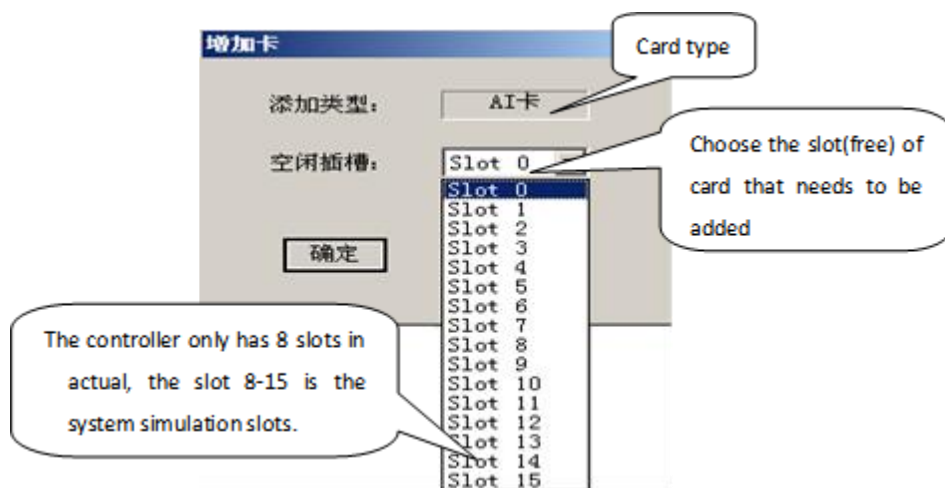 增加卡
Card type
添加类型:
AI卡
空闲插槽:
Slot 0
Choose the slot(free) of
card that needs to be
added
Slot 0
Slot 1
Slot 2
Slot 3
Slot 4
Slot 5
Slot 6
Slot 7
Slot 8
Slot 9
Slot 10
Slot 11
Slot 12
Slot 13
Slot 14
Slot 15
确定
The controller only has 8 slots in
actual, the slot 8-15 is the
system simulation slots.